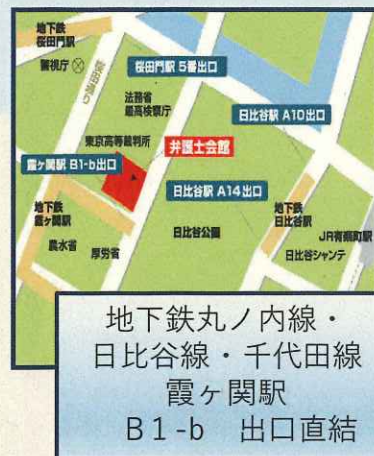 地下鉄
桜田門駅
警視庁
桜田通り
桜田門駅 5番出口
法務省
最高検察庁
日比谷駅 A10出口
東京高等裁判所
弁護士会館
霞ヶ関駅 B1-b出口
日比谷駅 A14出口
地下鉄
霞ヶ関駅
地下鉄
日比谷駅
農水省
厚労省
日比谷公園
JR有楽町駅
日比谷シャンテ
地下鉄丸ノ内線・
日比谷線・千代田線
霞ヶ関駅
B1-b 出口直結